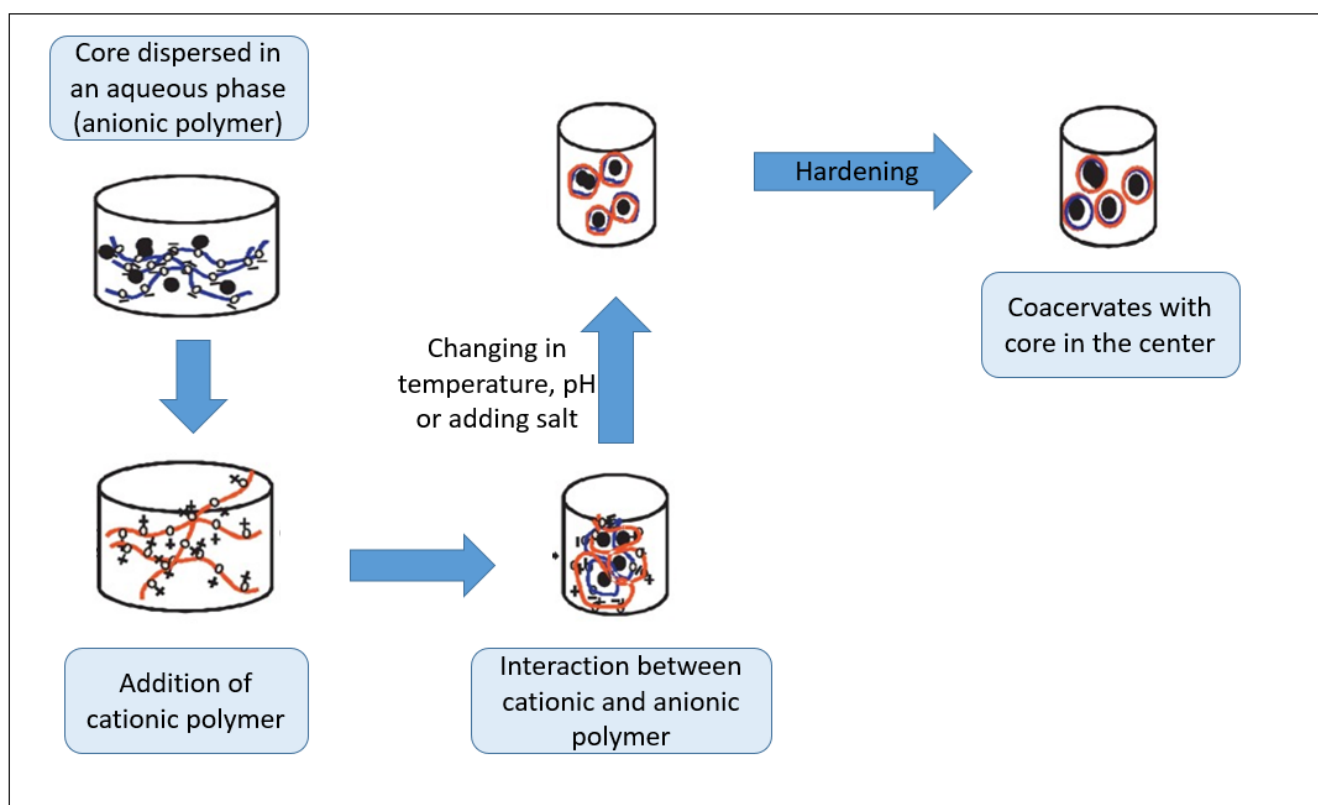 Core dispersed in
an aqueous phase
(anionic polymer)
Addition of
cationic polymer
Interaction between
cationic and anionic
polymer
Changing in
temperature, pH
or adding salt
Hardening
Coacervates with
core in the center